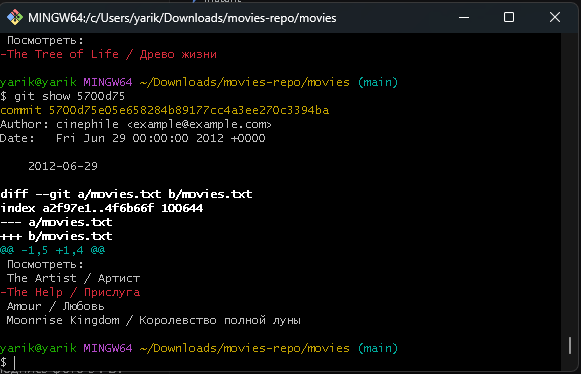 MINGW64:/c/Users/yarik/Downloads/movies-repo/movies
Посмотреть:
-The Tree of Life / Древо жизни
yarik@yarik MINGW64 ~/Downloads/movies-repo/movies (main)
$ git show 5700d75
commit 5700d75e05e658284b89177cc4a3ee270c3394ba
Author: cinephile <example@example.com>
Date:   Fri Jun 29 00:00:00 2012 +0000
2012-06-29
diff --git a/movies.txt b/movies.txt
index a2f97e1..4f6b66f 100644
--- a/movies.txt
+++ b/movies.txt
@@ -1,5 +1,4 @@
Посмотреть:
The Artist / Артист
-The Help / Прислуга
Amour / Любовь
Moonrise Kingdom / Королевство полной луны
yarik@yarik MINGW64 ~/Downloads/movies-repo/movies (main)
$